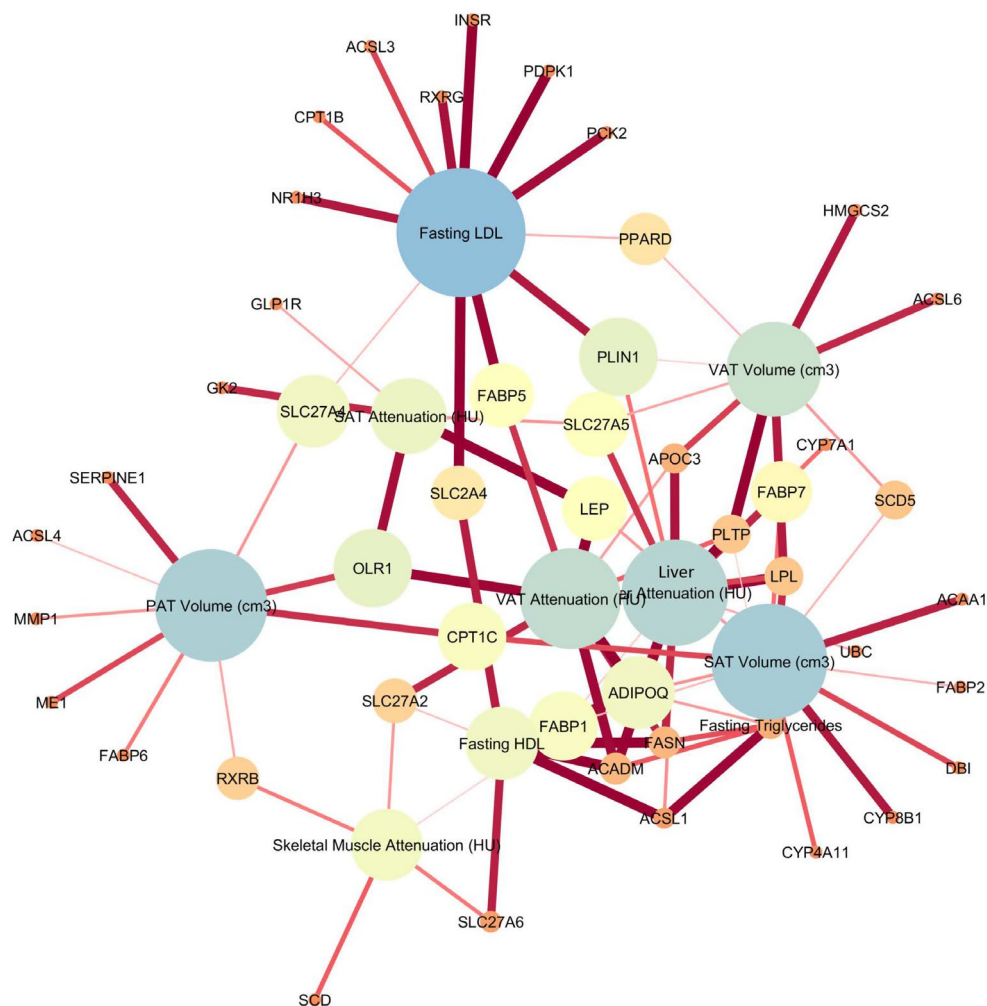 INSR
ACSL3
PDPK1
RXRG
CPT1B
PCK2
NR1H3
HMGCS2
Fasting LDL
PPARD
ACSL6
GLP1R
PLIN1
VAT Volume (cm3)
GK2
SLC27A4
SAT Attenuation (HU)
FABP5
SLC27A5
CYP7A1
APOC3
SERPINE1
SLC2A4
FABP7
SCD5
LEP
ACSL4
PLTP
OLR1
Liver
LPL
VAT Attenuation (HU)
er Attenuation (HU)
ACAA1
PAT Volume (cm3)
MMP1
CPT1C
UBC
SAT Volume (cm3)
FABP2
ME1
SLC27A2
ADIPOQ
FABP1
Fasting Triglycerides
Fasting HDL
FASN
FABP6
ACADM
DBI
RXRB
ACSL1
CYP8B1
Skeletal Muscle Attenuation (HU)
CYP4A11
SLC27A6
SCD